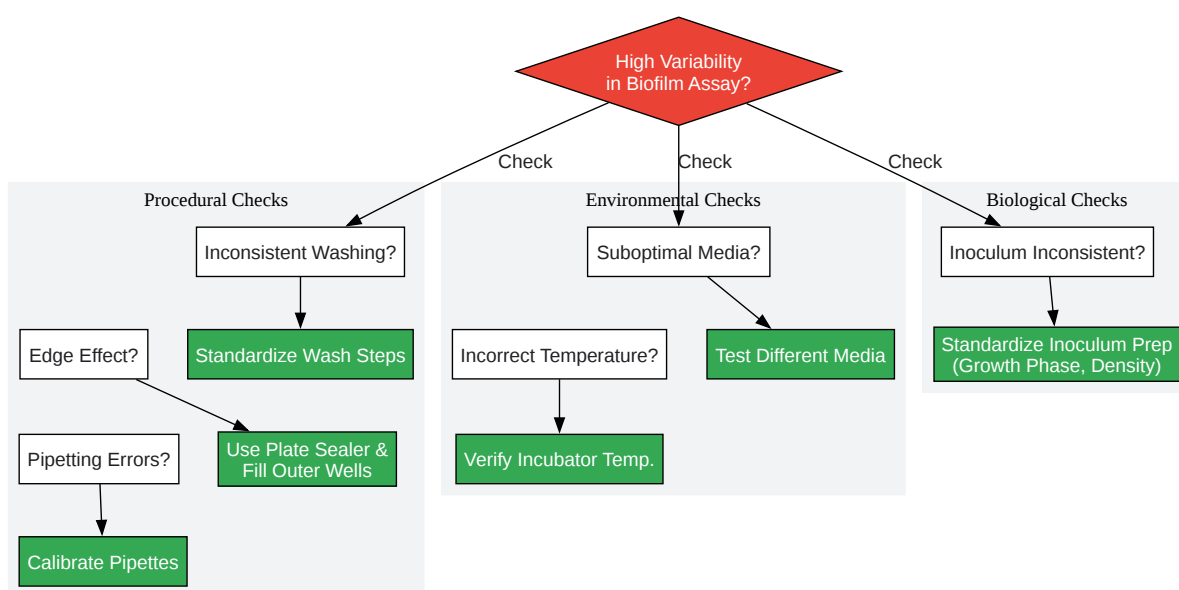 High Variability
in Biofilm Assay?
Check
Check
Check
Procedural Checks
Environmental Checks
Biological Checks
Inconsistent Washing?
Suboptimal Media?
Inoculum Inconsistent?
Edge Effect?
Standardize Wash Steps
Incorrect Temperature?
Test Different Media
Standardize Inoculum Prep
(Growth Phase, Density)
Pipetting Errors?
Use Plate Sealer &
Fill Outer Wells
Verify Incubator Temp.
Calibrate Pipettes